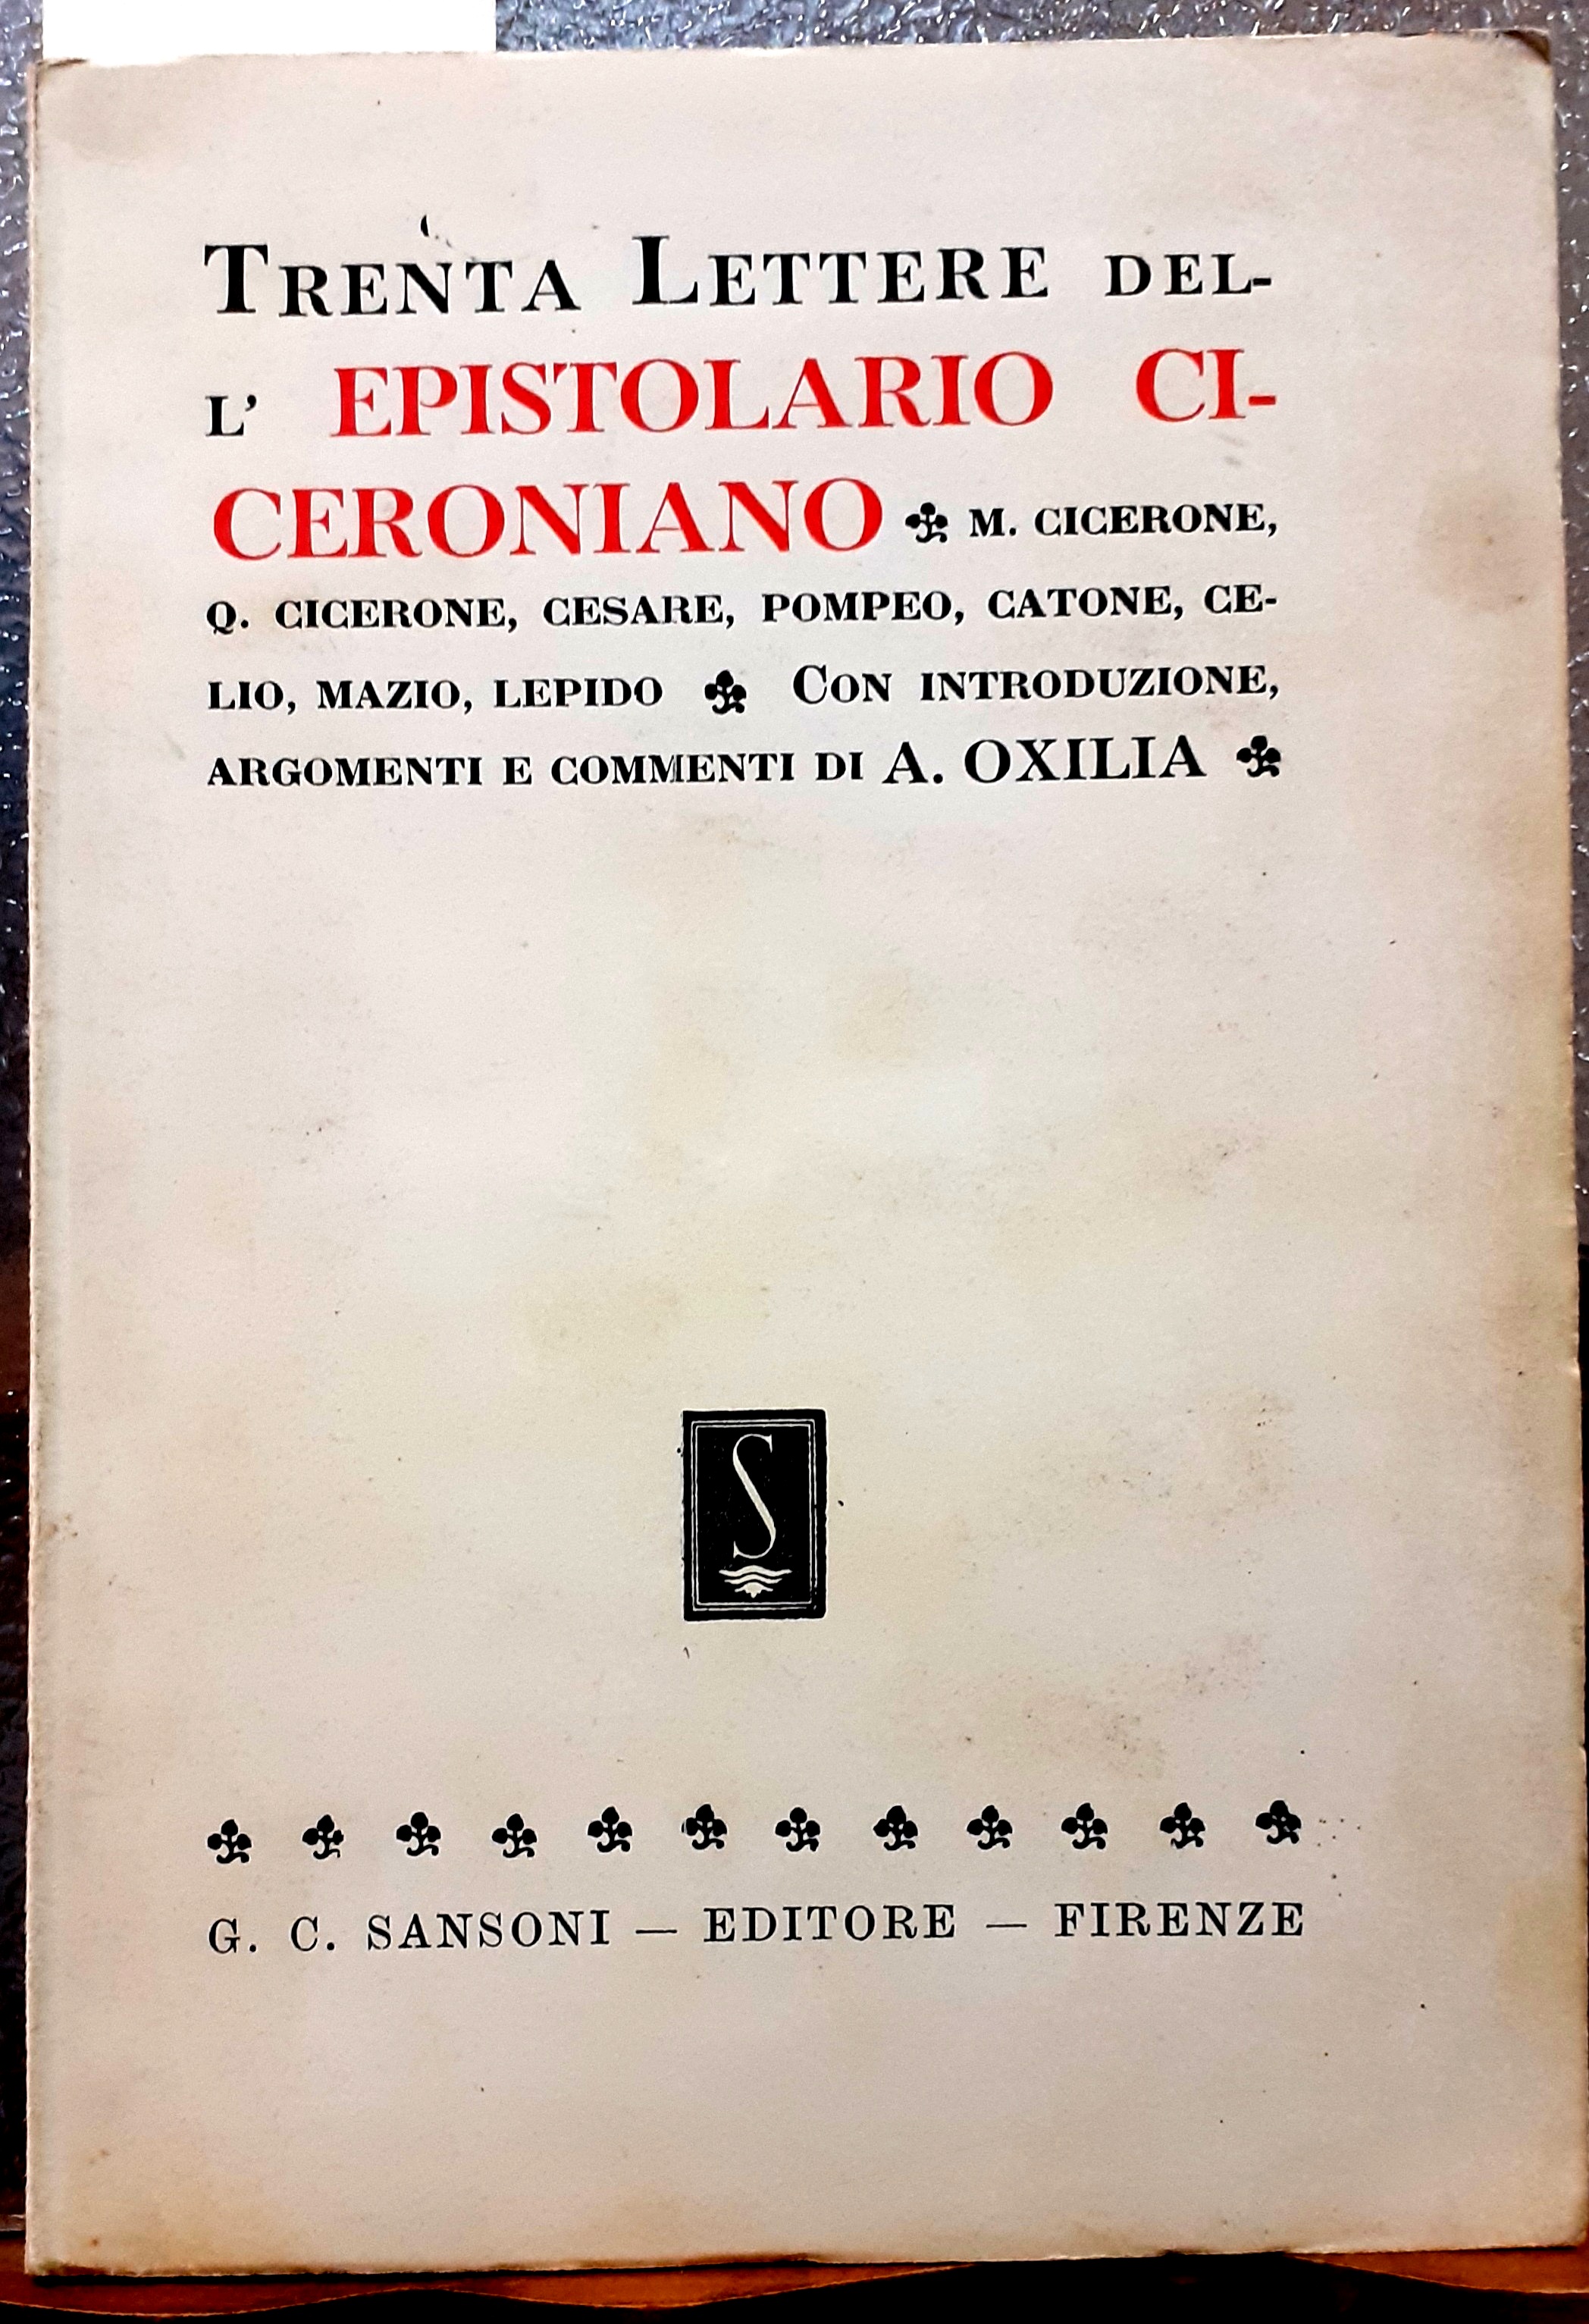 TRENTA LETTERE DEL-
L' EPISTOLARIO CI-
CERONIANO M. CICERONE,
Q. CICERONE, CESARE, POMPEO, CATONE, CE-
LIO, MAZIO, LEPIDO CON INTRODUZIONE,
ARGOMENTI E COMMENTI DI A. OXILIA
S
G. C. SANSONI — EDITORE — FIRENZE